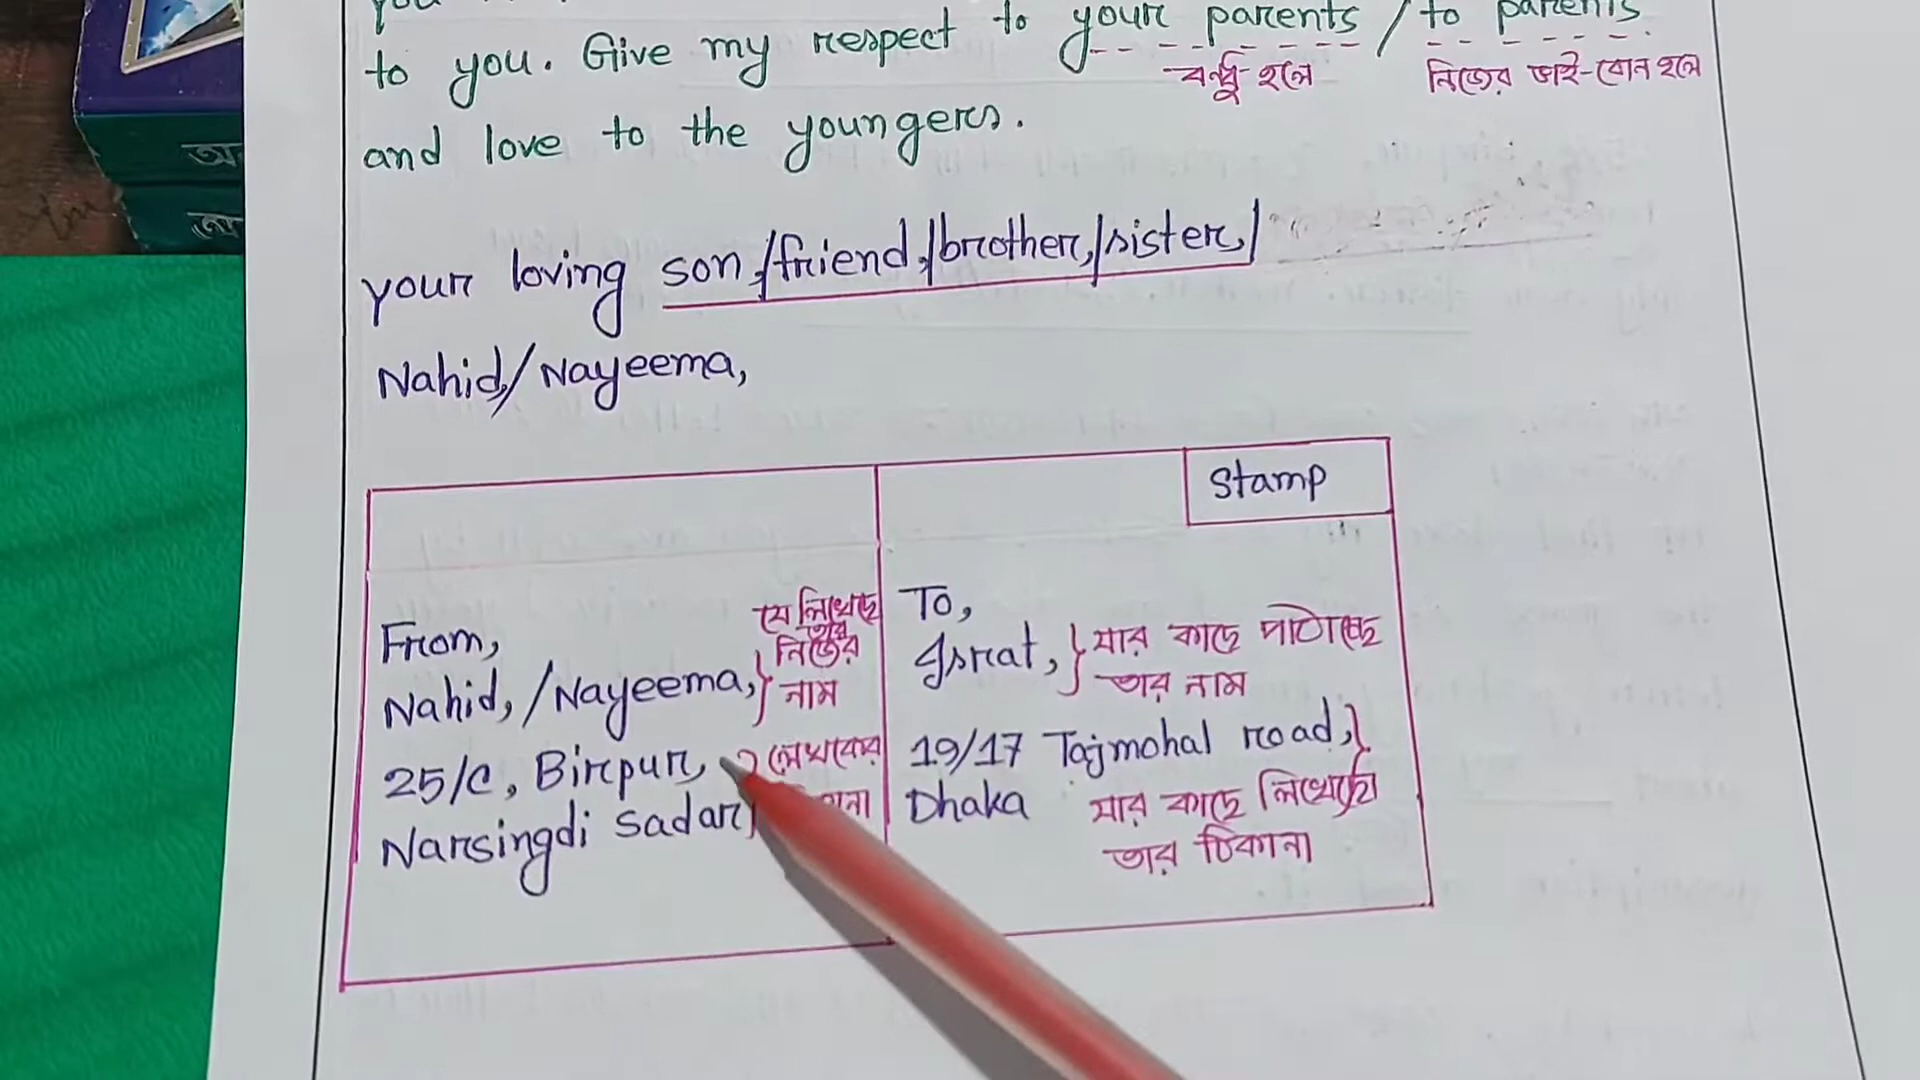 to you. Give my respect to your parents / to parents
বন্ধু হলে নিজের ভাই-বোন হলে
and love to the youngers.
your loving son,/friend,/brother,/sister,/
Nahid,/Nayeema,
Stamp
From,
Nahid,/Nayeema,
25/C, Birpur,
Narsingdi Sadar
যে লিখেছে
তার
নিজের
নাম
লেখকের
To,
Israt,
যার কাছে পাঠাচ্ছে
তার নাম
19/17 Tajmohal road,
Dhaka
যার কাছে লিখেছো
তার ঠিকানা
অ